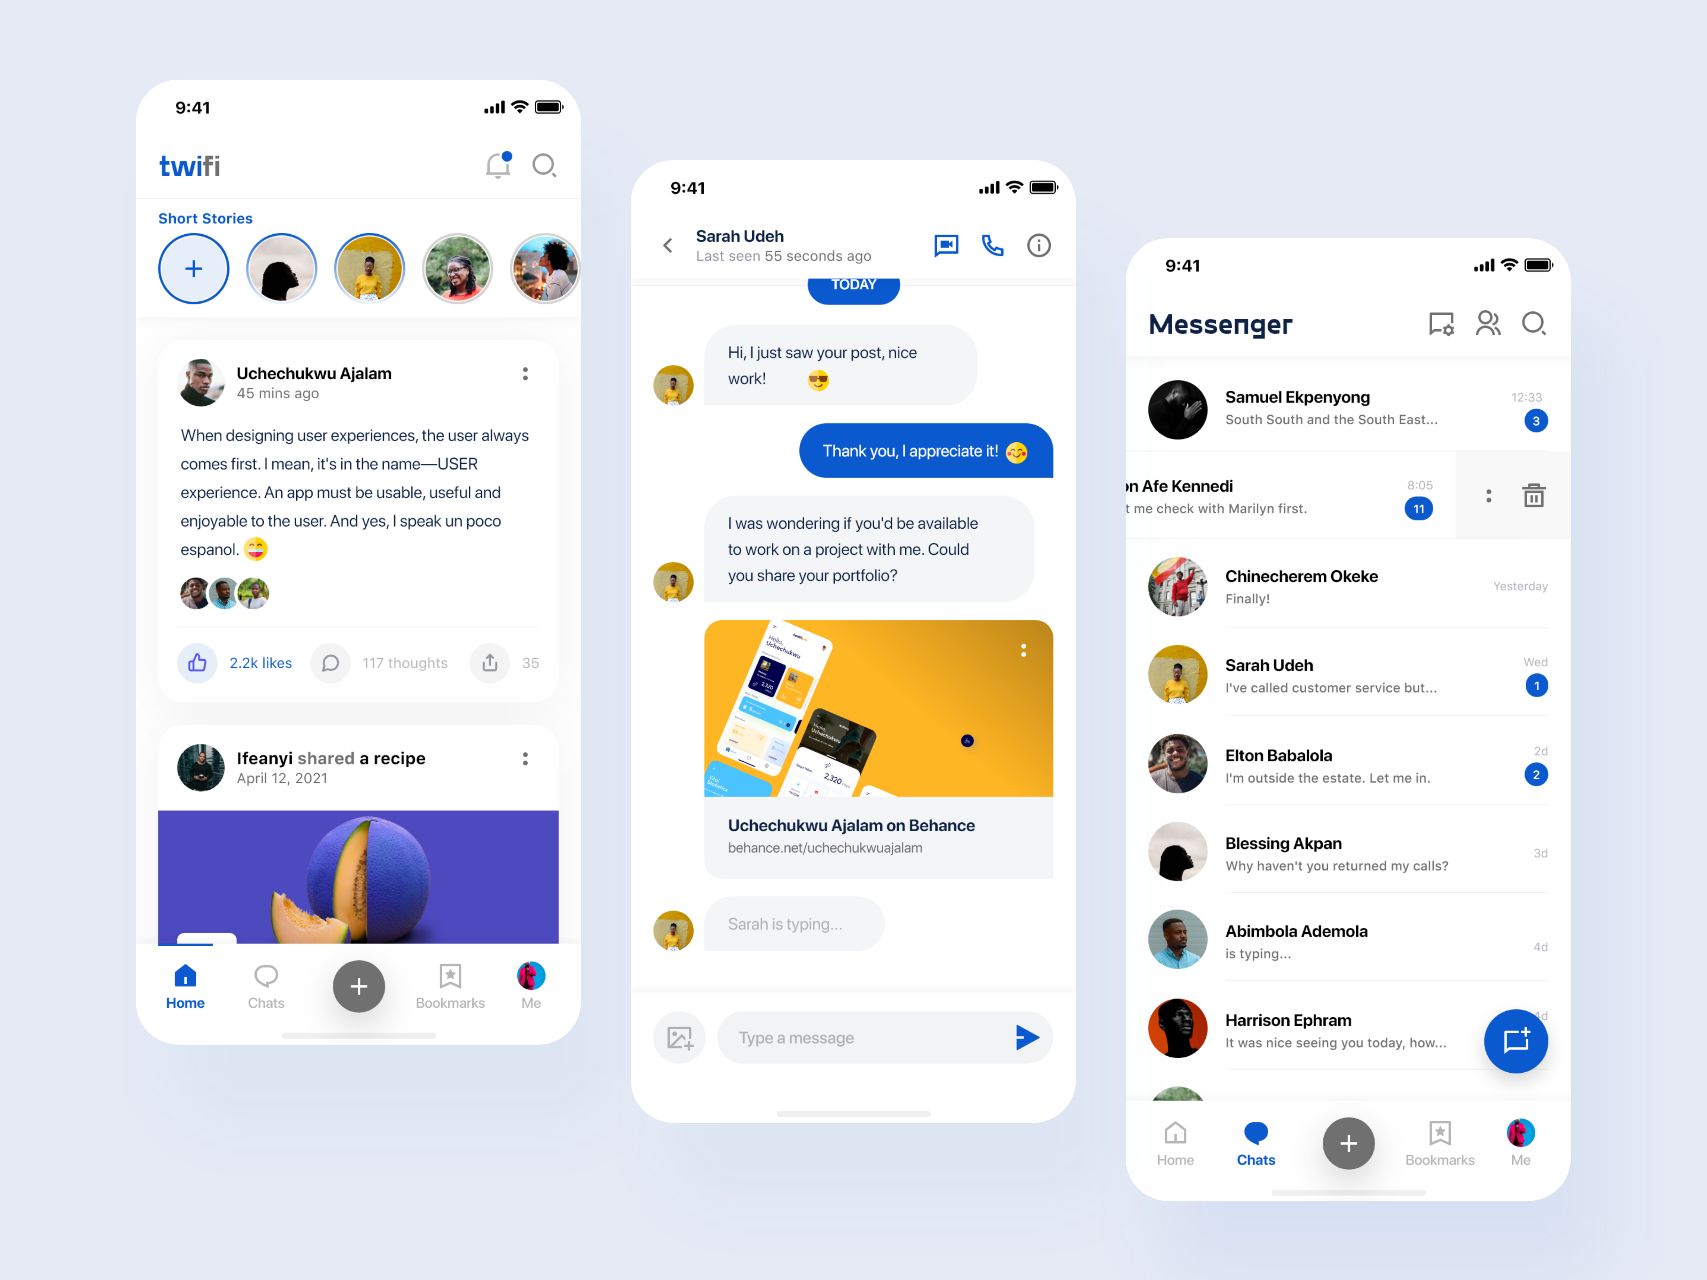 9:41
twifi
Short Stories
Uchechukwu Ajalam
45 mins ago
When designing user experiences, the user always
comes first. I mean, it's in the name—USER
experience. An app must be usable, useful and
enjoyable to the user. And yes, I speak un poco
espanol.
2.2k likes
117 thoughts
35
Ifeanyi shared a recipe
April 12, 2021
Home
Chats
Bookmarks
Me
9:41
Sarah Udeh
Last seen 55 seconds ago
TODAY
Hi, I just saw your post, nice
work!
Thank you, I appreciate it!
I was wondering if you'd be available
to work on a project with me. Could
you share your portfolio?
Hello,
Uchechukwu
2,320
Hello,
Uchechukwu
2,320
Uchechukwu Ajalam on Behance
behance.net/uchechukwuajalam
Sarah is typing...
Type a message
9:41
Messenger
Samuel Ekpenyong
12:33
South South and the South East...
3
on Afe Kennedi
8:05
t me check with Marilyn first.
11
Chinecherem Okeke
Yesterday
Finally!
Sarah Udeh
Wed
I've called customer service but...
1
Elton Babalola
2d
I'm outside the estate. Let me in.
2
Blessing Akpan
3d
Why haven't you returned my calls?
Abimbola Ademola
4d
is typing...
Harrison Ephram
4d
It was nice seeing you today, how...
Home
Chats
Bookmarks
Me